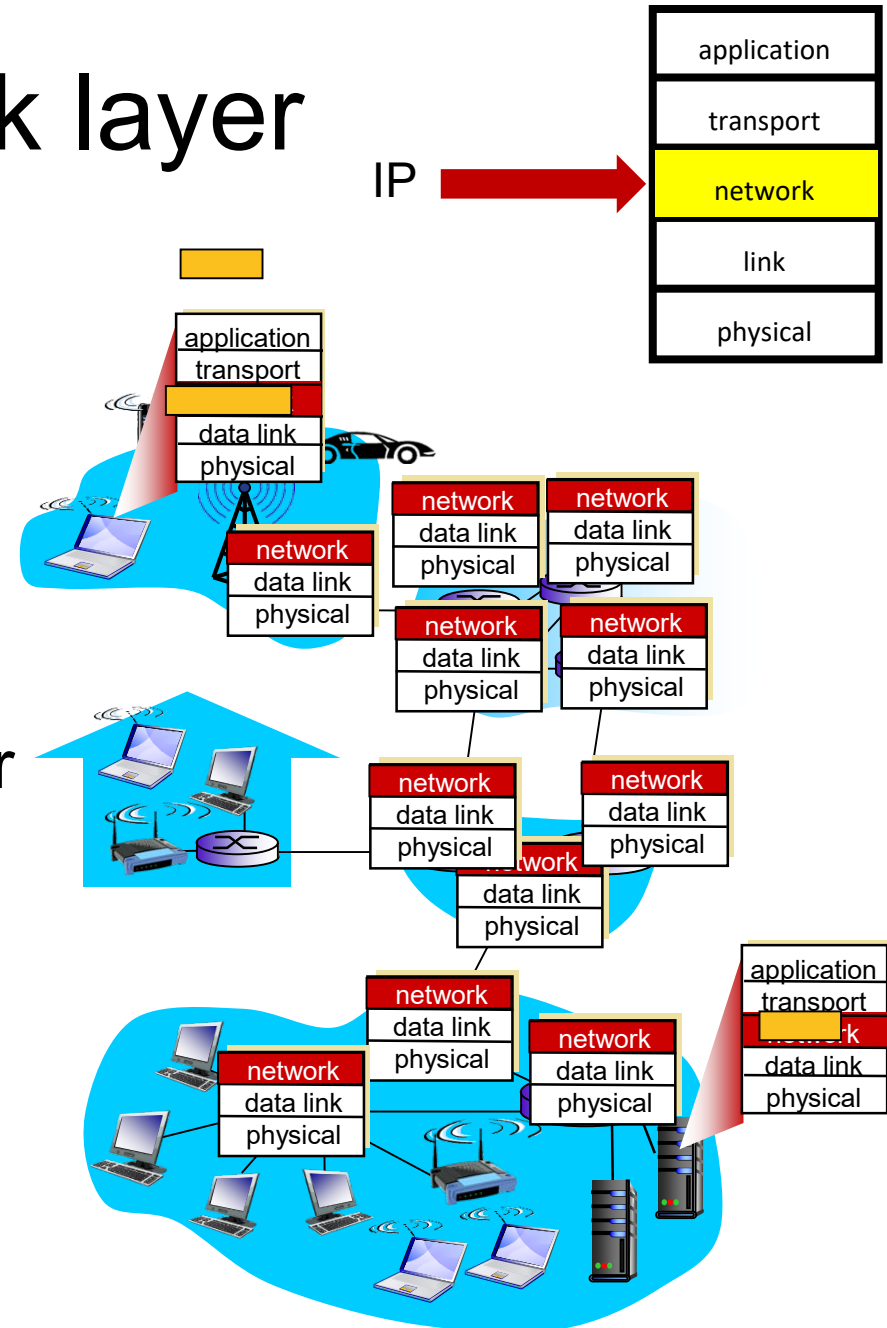 k layer
IP
application
transport
network
link
physical
application
transport
data link
physical
network
data link
physical
network
data link
physical
network
data link
physical
network
data link
physical
network
data link
physical
r
network
data link
physical
network
data link
physical
twork
data link
physical
network
data link
physical
network
data link
physical
network
data link
physical
application
transport
k
data link
physical